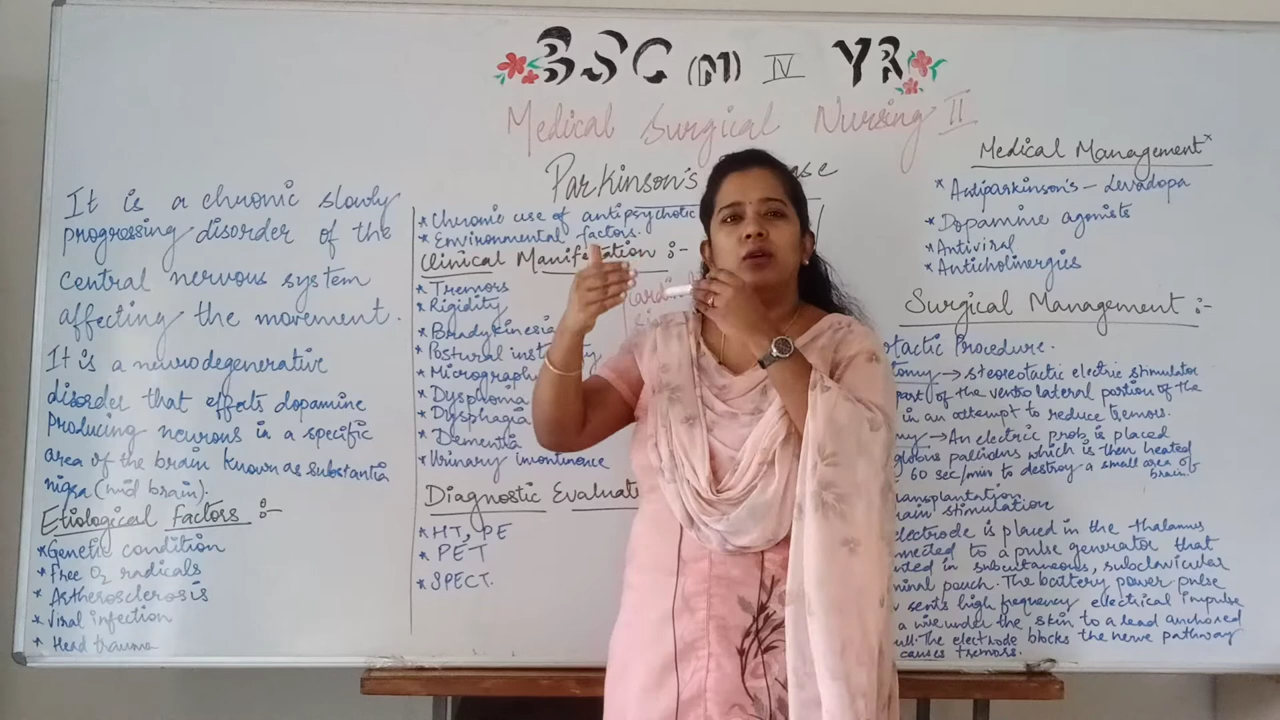 BSC (N) IV YR
Medical Surgical Nursing II
Parkinson's
It is a chronic slowly
progressing disorder of the
central nervous system
affecting the movement.
It is a neurodegenerative
disorder that effects dopamine
Producing neurons in a specific
area of the brain known as substantia
nigra (mid brain).
Etiological Factors :-
* Genetic condition
* Free O2 radicals
* Artherosclerosis
* Viral infection
* Head trauma
* Chronic use of antipsychotic
* Environmental factors.
Clinical Manifestation :-
* Tremors
* Rigidity
* Bradykinesia
* Postural
* Dysphonia
* Dysphagia
* Dementia
* Urinary incontinence
Diagnostic
* HT, PE
* PET
* SPECT.
Medical Management
* Antiparkinson's - Levadopa
* Dopamine agonists
* Antiviral
* Anticholinergics
Surgical Management :-
Procedure.
→ stereotactic electric stimulator
part of the ventro lateral portion of the
in an attempt to reduce tremors.
→ An electric prob is placed
globus pallidus which is then heated
60 sec/min to destroy a small area of
brain.
stimulation
electrode is placed in the thalamus
to a pulse generator that
in subcutaneous, subclavicular
pouch. The battery power pulse
sents high frequency electrical impulse
a wire under the skin to a lead anchored
The electrode blocks the nerve pathway
causes tremors.